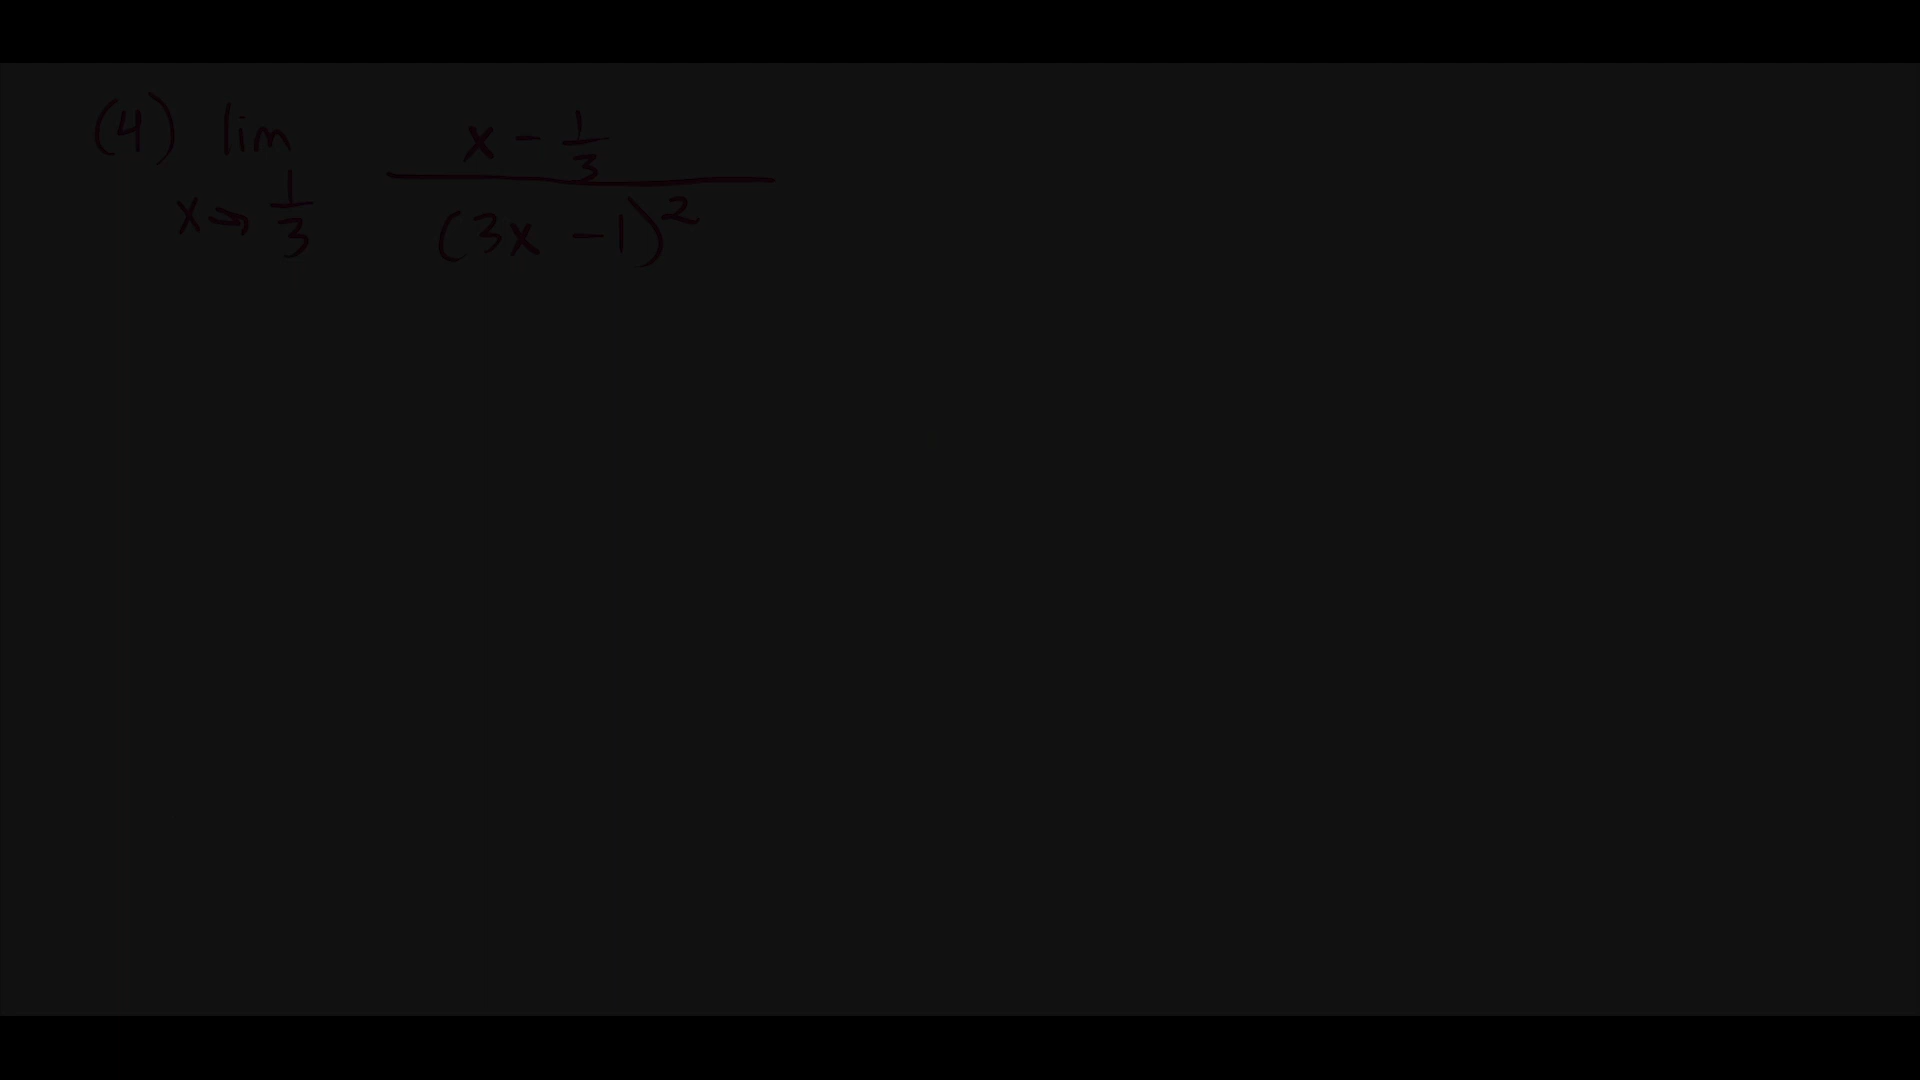 (4) lim x - 1/3
x → 1/3 (3x - 1)²